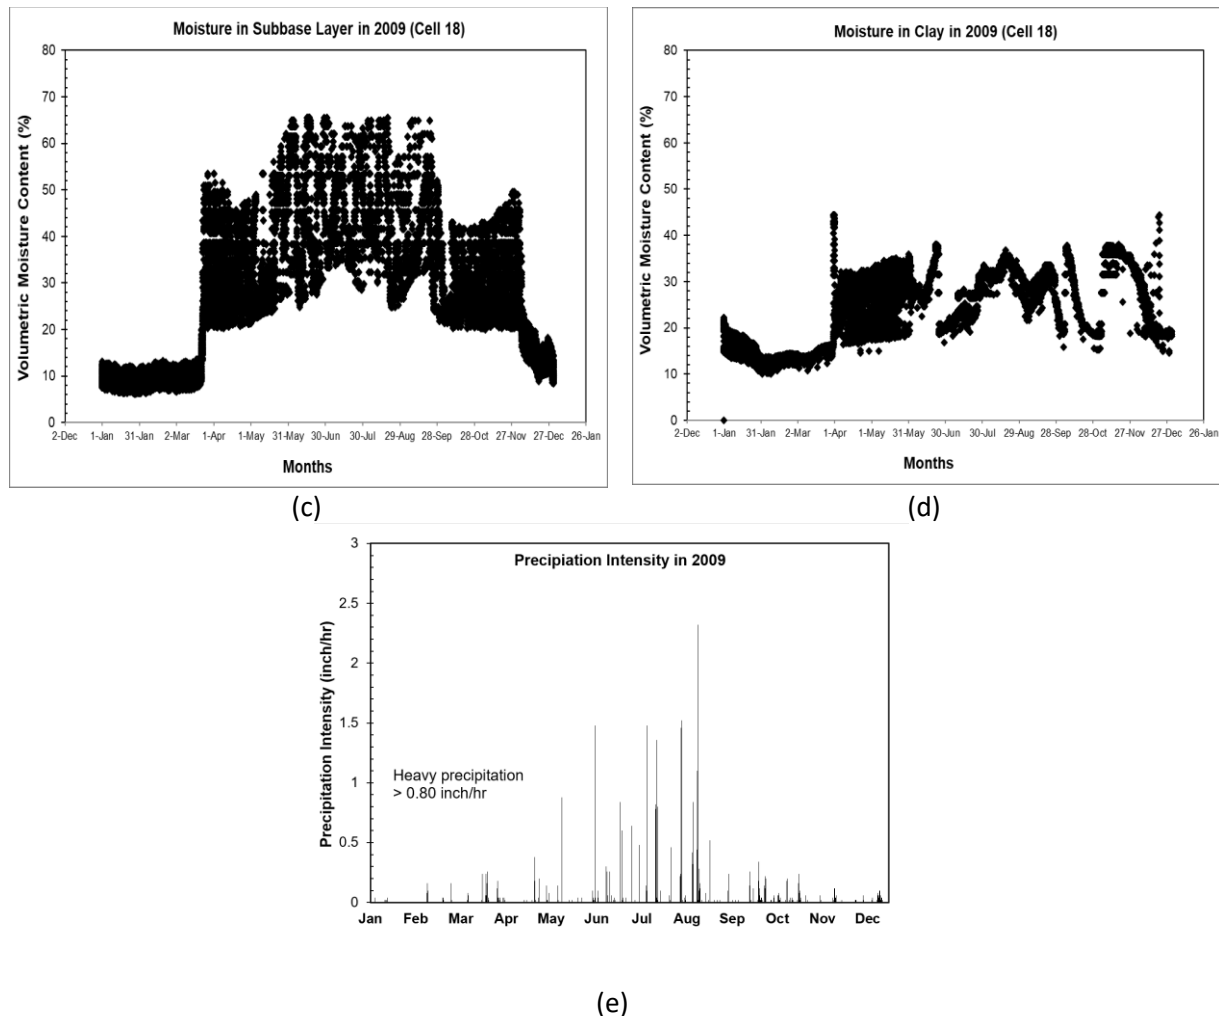 Moisture in Subbase Layer in 2009 (Cell 18)
Volumetric Moisture Content (%)
80
70
60
50
40
30
20
10
0
2-Dec 1-Jan 31-Jan 2-Mar 1-Apr 1-May 31-May 30-Jun 30-Jul 29-Aug 28-Sep 28-Oct 27-Nov 27-Dec 26-Jan
Months
(c)
Moisture in Clay in 2009 (Cell 18)
Volumetric Moisture Content (%)
80
70
60
50
40
30
20
10
0
2-Dec 1-Jan 31-Jan 2-Mar 1-Apr 1-May 31-May 30-Jun 30-Jul 29-Aug 28-Sep 28-Oct 27-Nov 27-Dec 26-Jan
Months
(d)
Precipiation Intensity in 2009
Precipitation Intensity (inch/hr)
3
2.5
2
1.5
1
0.5
0
Heavy precipitation
> 0.80 inch/hr
Jan Feb Mar Apr May Jun Jul Aug Sep Oct Nov Dec
(e)